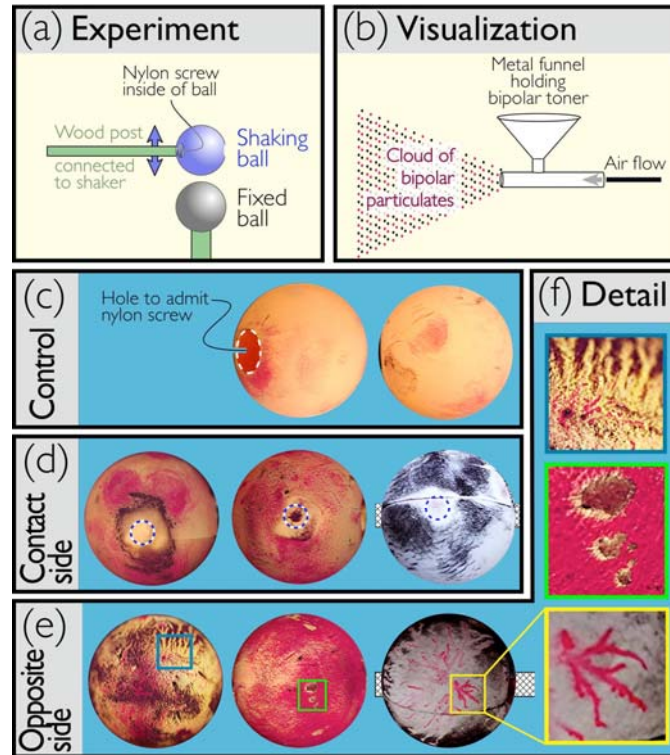 (a) Experiment
Nylon screw
inside of ball
Wood post
connected
to shaker
Shaking
ball
Fixed
ball
(b) Visualization
Metal funnel
holding
bipolar toner
Cloud of
bipolar
particulates
Air flow
(c)
Control
Hole to admit
nylon screw
(d)
Contact
side
(e)
Opposite
side
(f) Detail